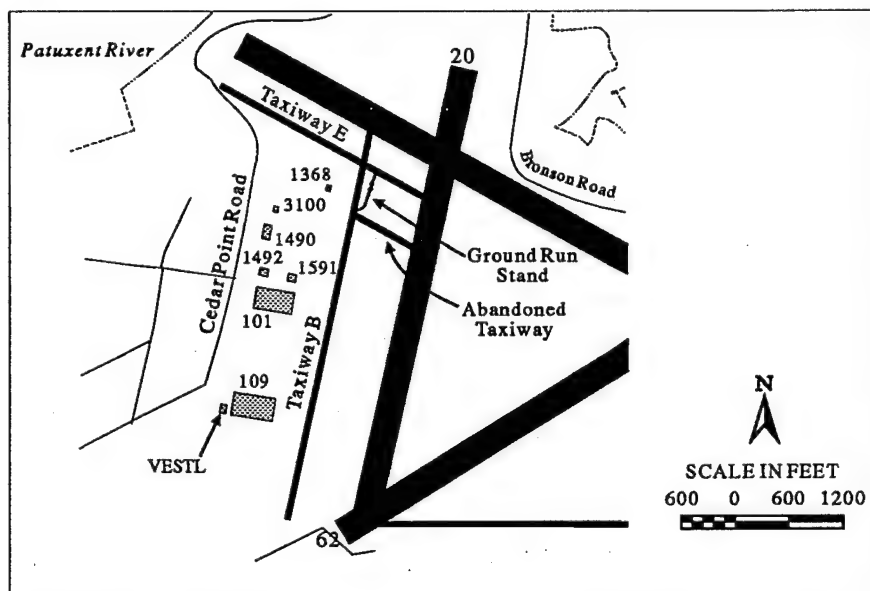 Patuxent River
20
Taxiway E
Bronson Road
1368
3100
1490
Cedar Point Road
Ground Run
Stand
1492
1591
Abandoned
Taxiway
101
Taxiway B
109
N
VESTL
SCALE IN FEET
600 0 600 1200
62